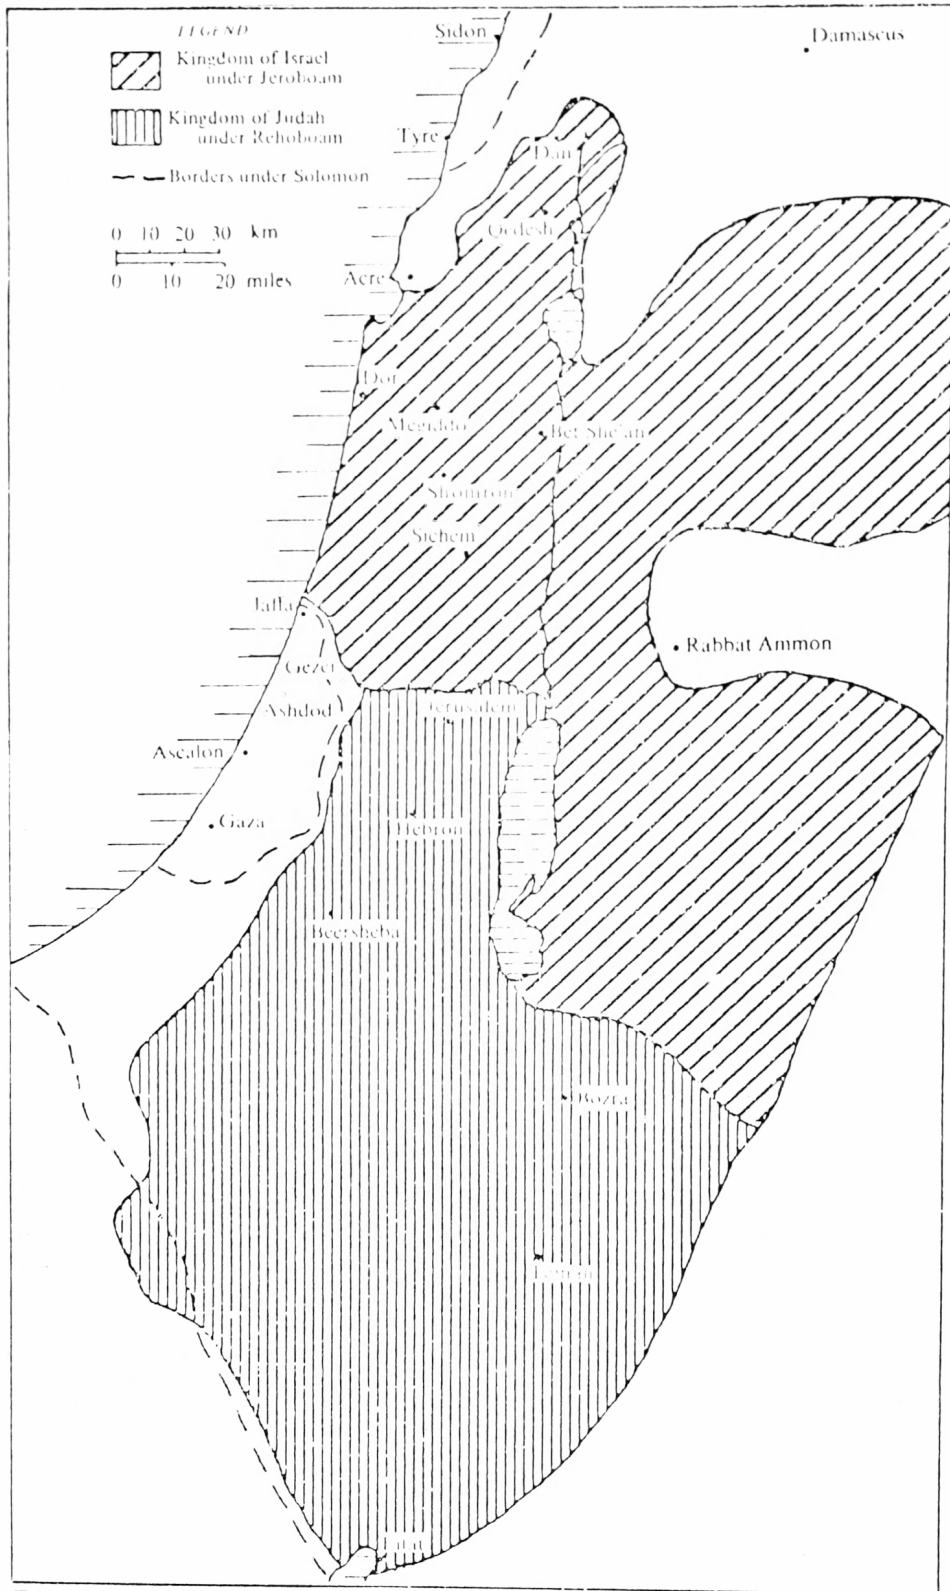 LEGEND
Kingdom of Israel
under Jeroboam
Kingdom of Judah
under Rehoboam
Borders under Solomon
0 10 20 30 km
0 10 20 miles
Sidon
Damascus
Tyre
Dan
Qedesh
Acre
Dor
Megiddo
Bet She'an
Shomron
Sichem
Jaffa
Rabbat Ammon
Gezer
Ashdod
Jerusalem
Ascalon
Gaza
Hebron
Beersheba
Bozra